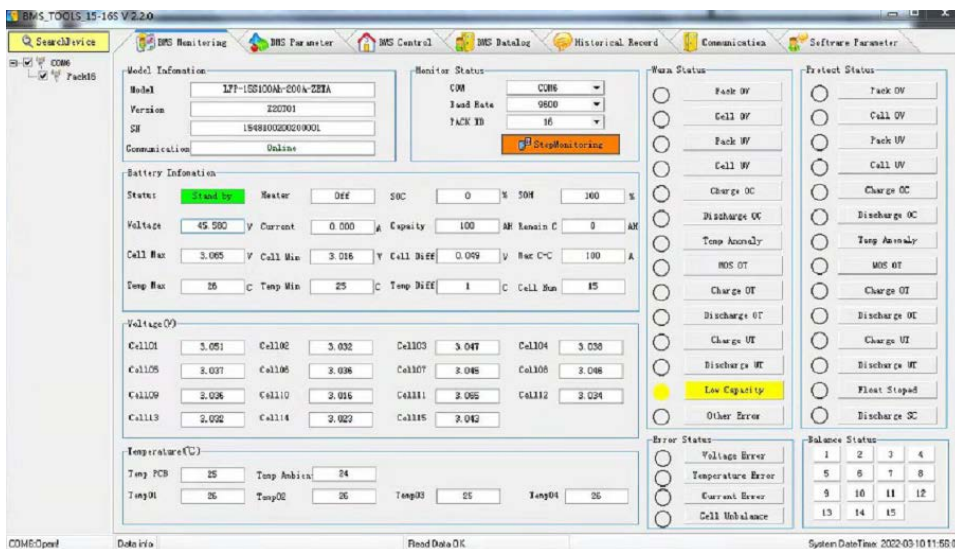 BMS_TOOLS_15-16S V 2.2.0
SearchDevice
BMS Monitering
BMS Parameter
BMS Control
BMS Datalog
Historical Record
Communication
Software Parameter
COM6
Pack16
Model Infomation
Model
Version
Z20701
SN
Communication
Online
Monitor Status
COM
COM6
Baud Rate
9600
PACK ID
16
StopMonitoring
Battery Infomation
Status Stand by Heater Off SOC 0 % SOH 100 %
Voltage 45.580 V Current 0.000 A Capaity 100 AH Remain C 0 AH
Cell Max 3.065 V Cell Min 3.016 V Cell Diff 0.049 V Max C-C 100 A
Temp Max 26 C Temp Min 25 C Temp Diff 1 C Cell Num 15
Voltage(V)
Cell01 3.051 Cell02 3.032 Cell03 3.047 Cell04 3.038
Cell05 3.037 Cell06 3.036 Cell07 3.046 Cell08 3.046
Cell09 3.036 Cell10 3.016 Cell11 3.065 Cell12 3.034
Cell13 3.032 Cell14 3.023 Cell15 3.043
Temperature(℃)
Temp PCB 25 Temp Ambien 24
Temp01 26 Temp02 26 Temp03 25 Temp04 26
Warn Status
Pack OV
Cell OV
Pack UV
Cell UV
Charge OC
Discharge OC
Temp Anomaly
MOS OT
Charge OT
Discharge OT
Charge UT
Discharge UT
Low Capacity
Other Error
Protect Status
Pack OV
Cell OV
Pack UV
Cell UV
Charge OC
Discharge OC
Temp Anomaly
MOS OT
Charge OT
Discharge OT
Charge UT
Discharge UT
Float Stoped
Discharge SC
Error Status
Voltage Error
Temperature Error
Current Error
Cell Unbalance
Balance Status
1 2 3 4
5 6 7 8
9 10 11 12
13 14 15
Data info
Read Data OK
System DateTime: 2022-03-10 11:56:0